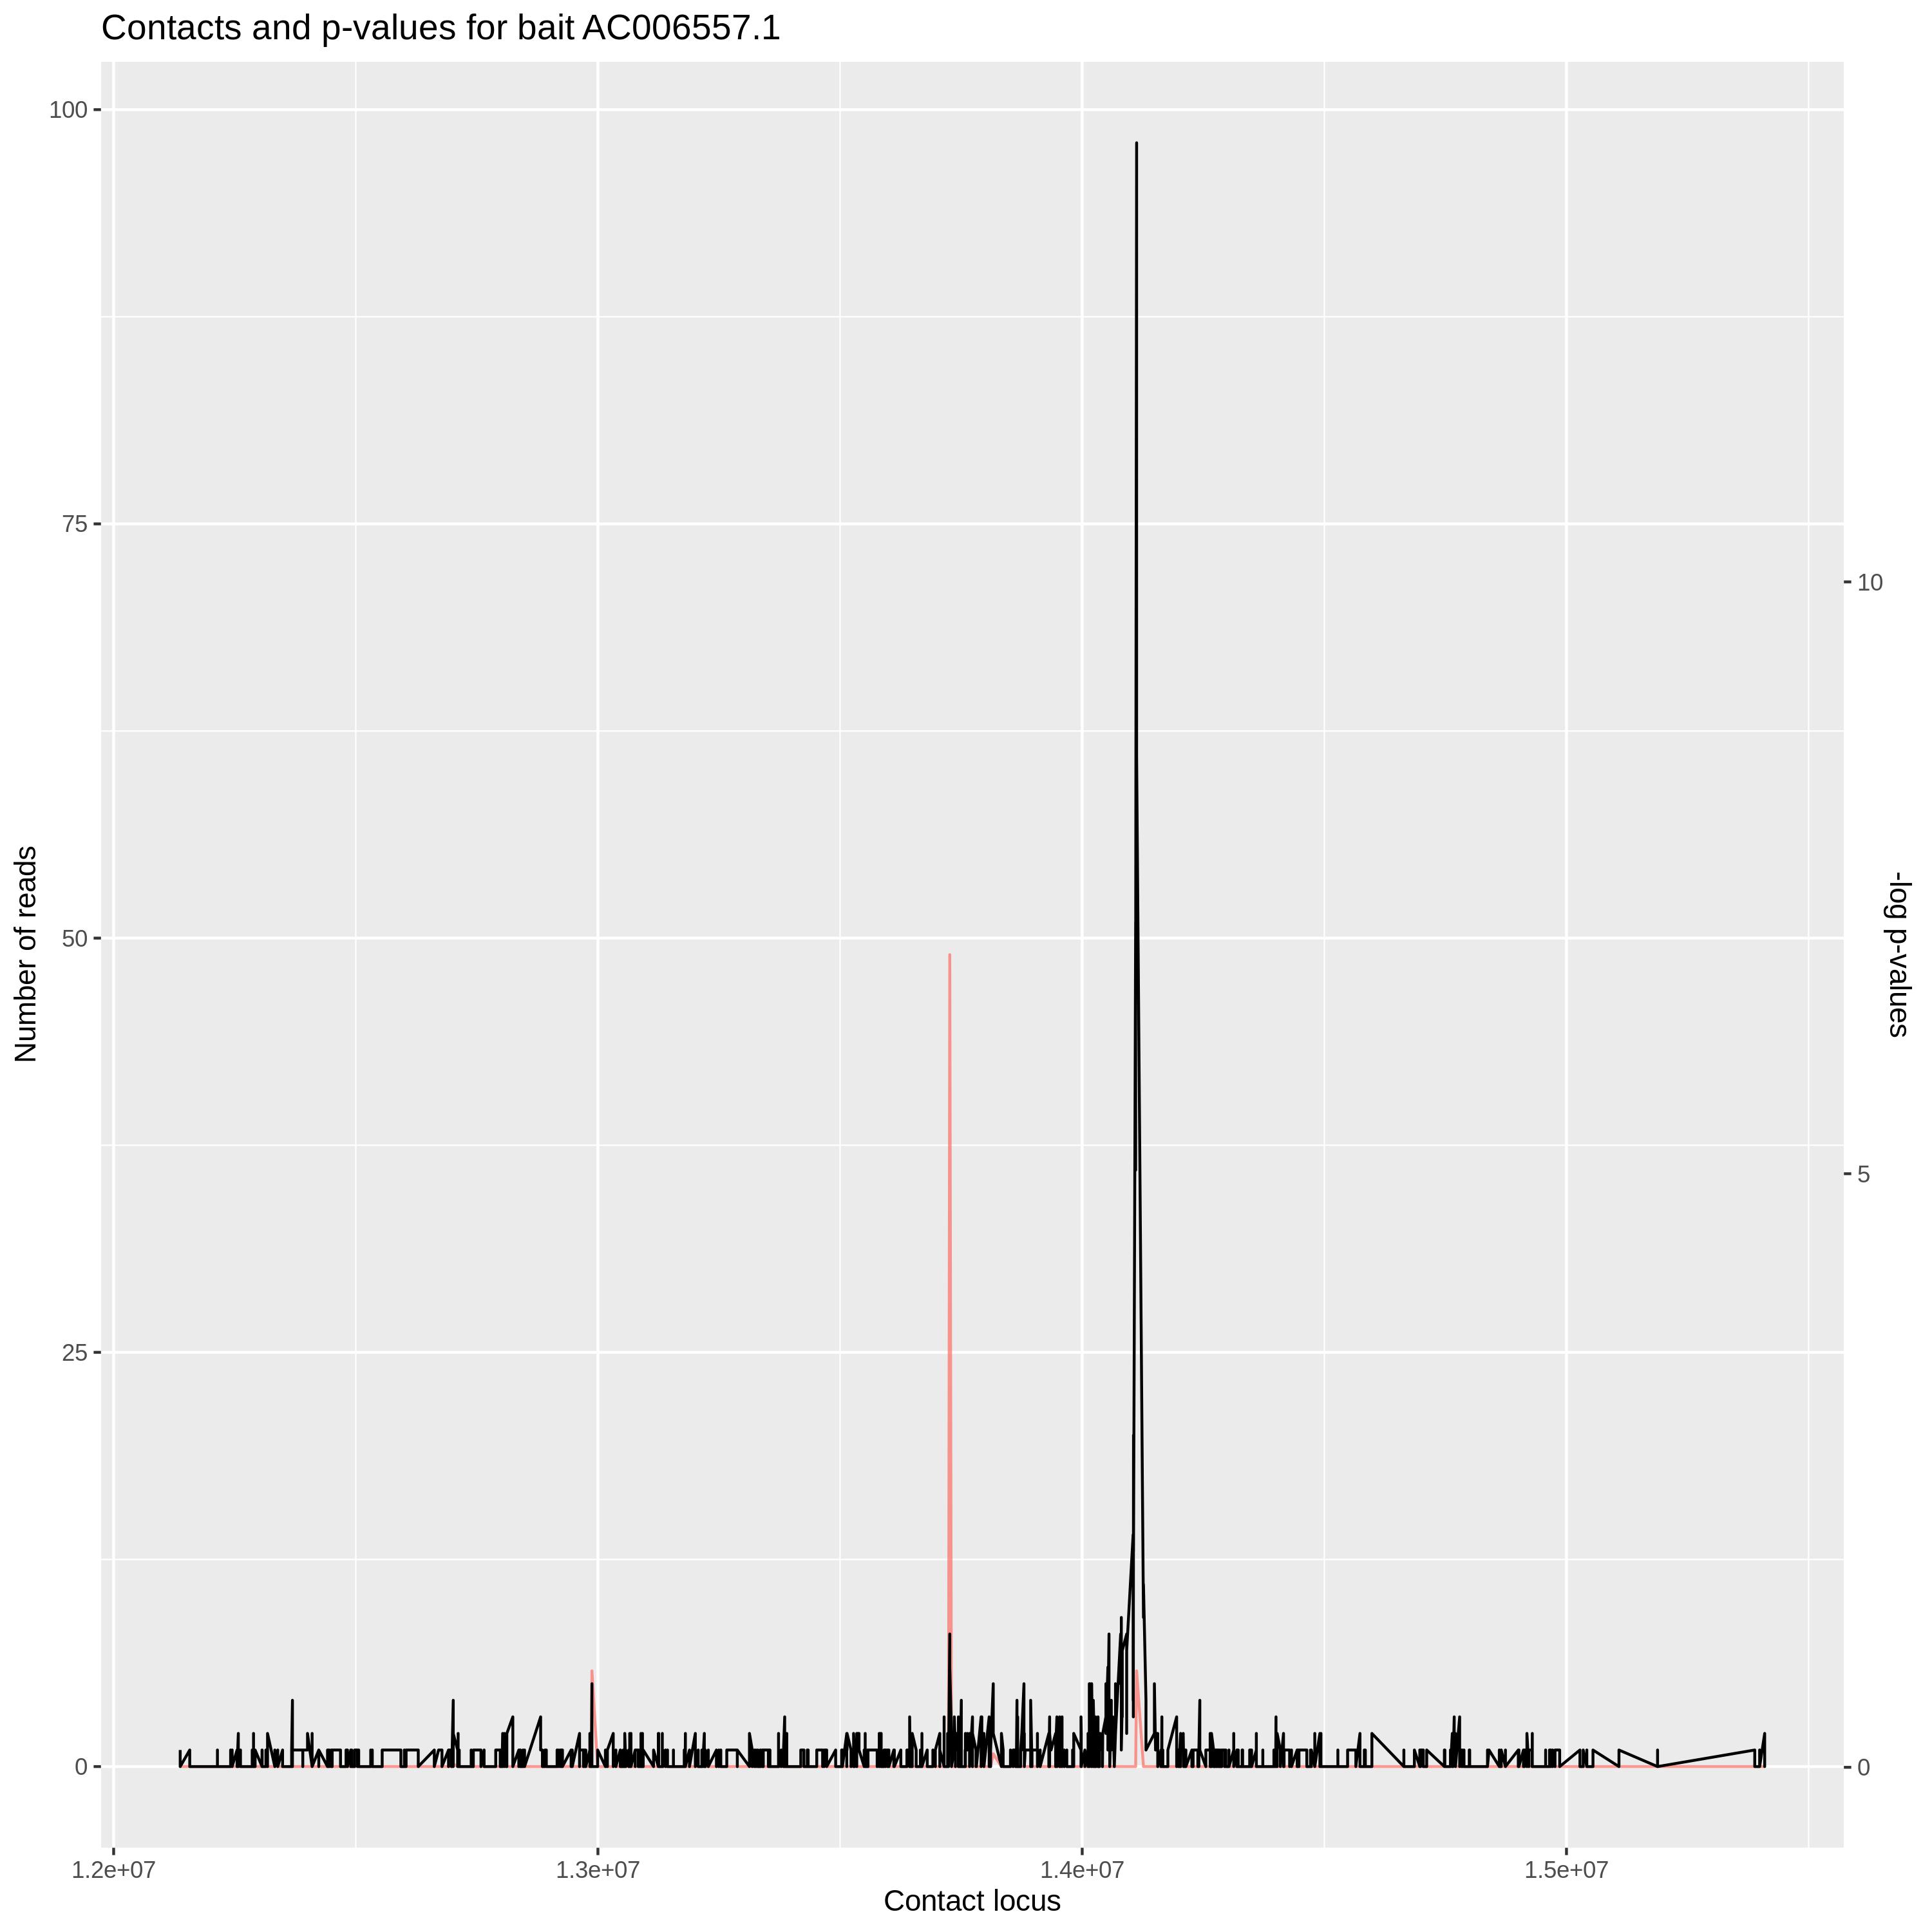 Contacts and p-values for bait AC006557.1
100
75
50
25
0
Number of reads
10
5
0
-log p-values
1.2e+07
1.3e+07
1.4e+07
1.5e+07
Contact locus